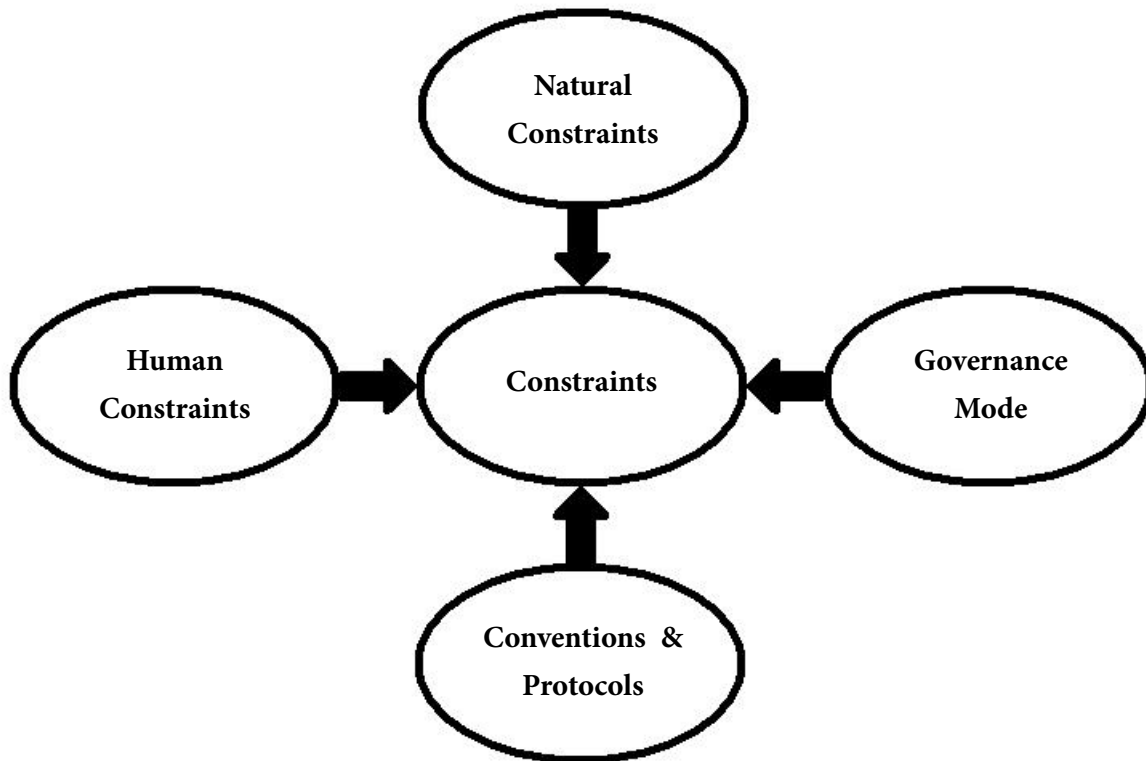 Natural
Constraints
Human
Constraints
Constraints
Governance
Mode
Conventions &
Protocols